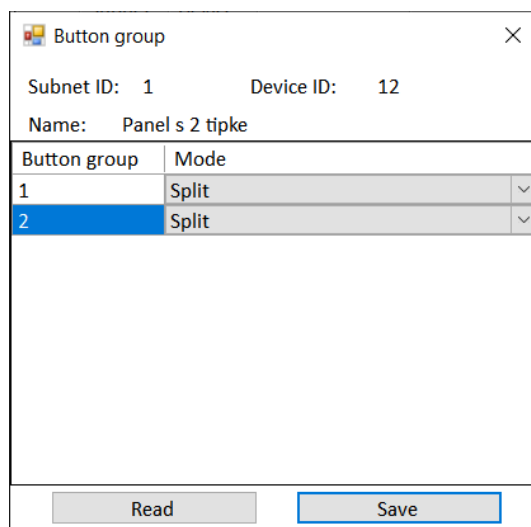 Button group
Subnet ID: 1 Device ID: 12
Name: Panel s 2 tipke
Button group Mode
1 Split
2 Split
Read Save